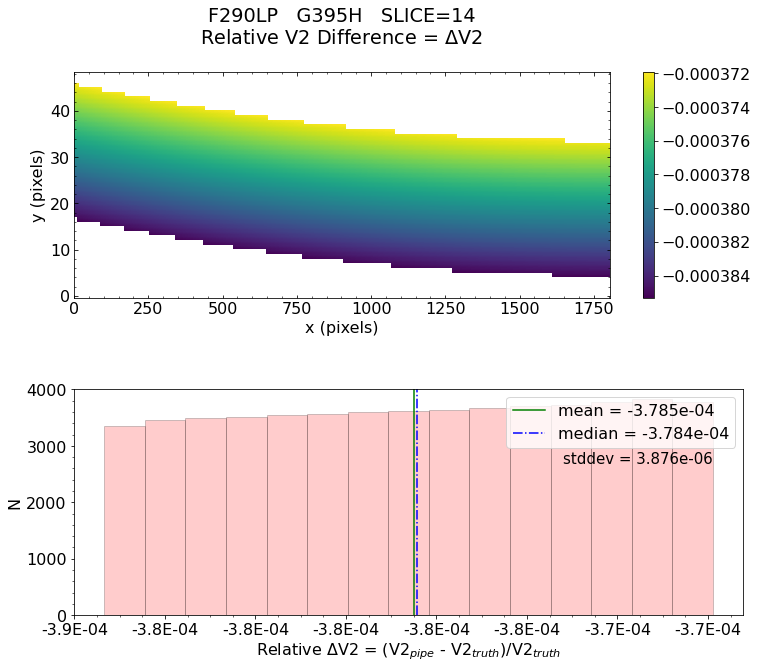 F290LP G395H SLICE=14
Relative V2 Difference = ΔV2
y (pixels)
40
30
20
10
0
0 250 500 750 1000 1250 1500 1750
x (pixels)
−0.000372
−0.000374
−0.000376
−0.000378
−0.000380
−0.000382
−0.000384
N
4000
3000
2000
1000
0
mean = -3.785e-04
median = -3.784e-04
stddev = 3.876e-06
-3.9E-04 -3.8E-04 -3.8E-04 -3.8E-04 -3.8E-04 -3.8E-04 -3.7E-04 -3.7E-04
Relative ΔV2 = (V2pipe - V2truth)/V2truth